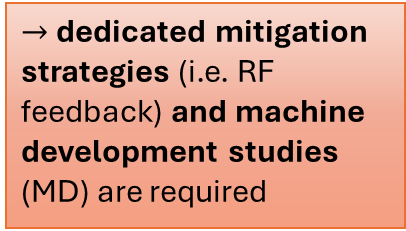 → dedicated mitigation
strategies (i.e. RF
feedback) and machine
development studies
(MD) are required